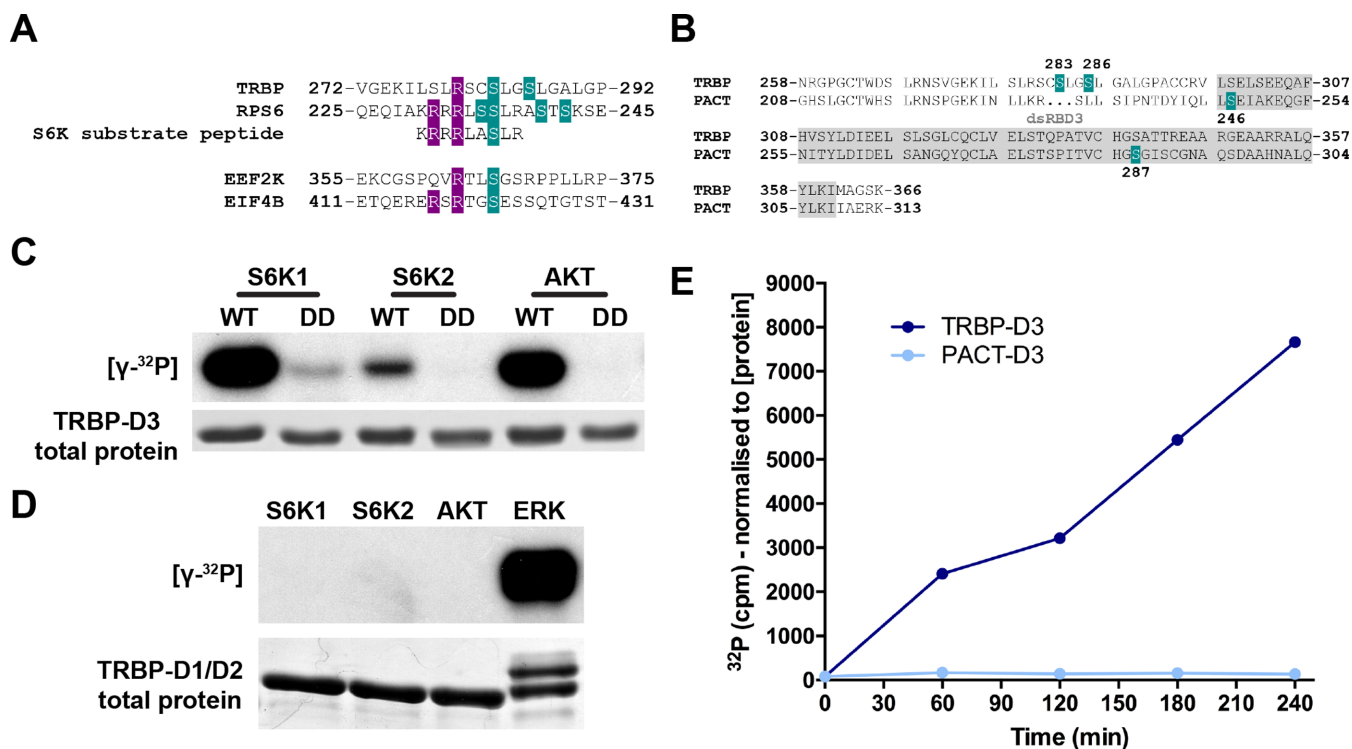 A
TRBP 272-VGEKILSLRSCSLGSLGALGP-292
RPS6 225-QEQIAKRRRLSSLRASTSKSE-245
S6K substrate peptide KRRRLASLR
EEF2K 355-EKCGSPQVRTLSGSRPPLLRP-375
EIF4B 411-ETQERERSRTGSESSQTGTST-431
B
283 286
TRBP 258-NRGPGCTWDS LRNSVGEKIL SLRSCSLGSL GALGPACCRV LSELSEEQAF-307
PACT 208-GHSLGCTWHS LRNSPGEKIN LLKR...SLL SIPNTDYIQL LSEIAKEQGF-254
dsRBD3 246
TRBP 308-HVSYLDIEEL SLSGLCQCLV ELSTQPATVC HGSATTREAA RGEAARRALQ-357
PACT 255-NITYLDIDEL SANGQYQCLA ELSTSPITVC HGSGISCGNA QSDAAHNALQ-304
287
TRBP 358-YLKIMAGSK-366
PACT 305-YLKIIAERK-313
C
S6K1 S6K2 AKT
WT DD WT DD WT DD
[γ-³²P]
TRBP-D3
total protein
D
S6K1 S6K2 AKT ERK
[γ-³²P]
TRBP-D1/D2
total protein
E
³²P (cpm) - normalised to [protein]
9000
8000
7000
6000
5000
4000
3000
2000
1000
0
TRBP-D3
PACT-D3
0 30 60 90 120 150 180 210 240
Time (min)